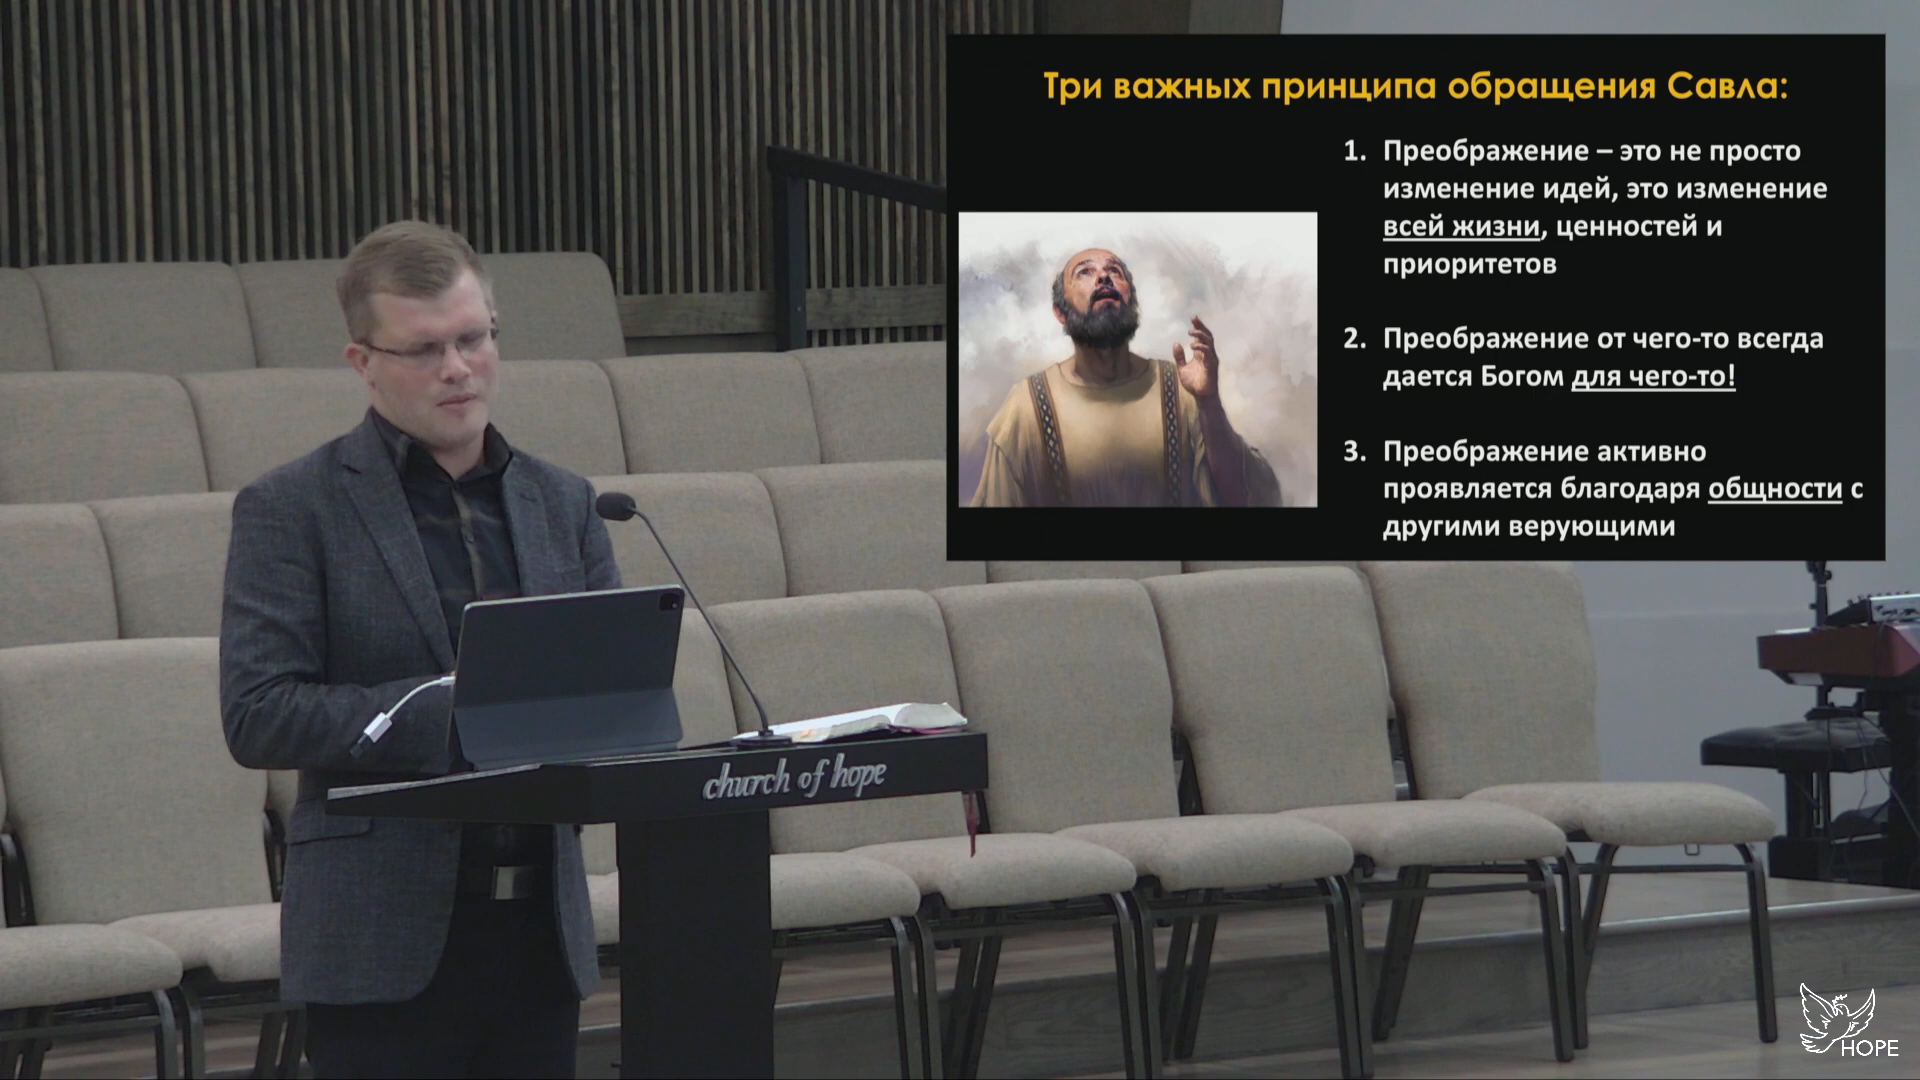 Три важных принципа обращения Савла:
1. Преображение – это не просто
изменение идей, это изменение
всей жизни, ценностей и
приоритетов
2. Преображение от чего-то всегда
дается Богом для чего-то!
3. Преображение активно
проявляется благодаря общности с
другими верующими
church of hope
HOPE